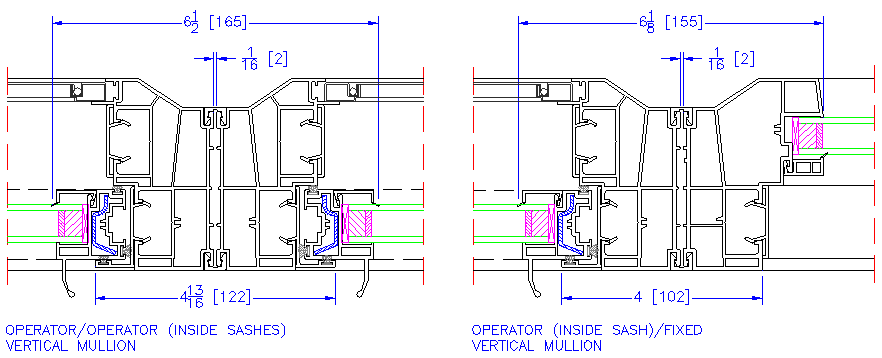 6 1/2 [165]
1/16 [2]
4 13/16 [122]
OPERATOR/OPERATOR (INSIDE SASHES)
VERTICAL MULLION
6 1/8 [155]
1/16 [2]
4 [102]
OPERATOR (INSIDE SASH)/FIXED
VERTICAL MULLION